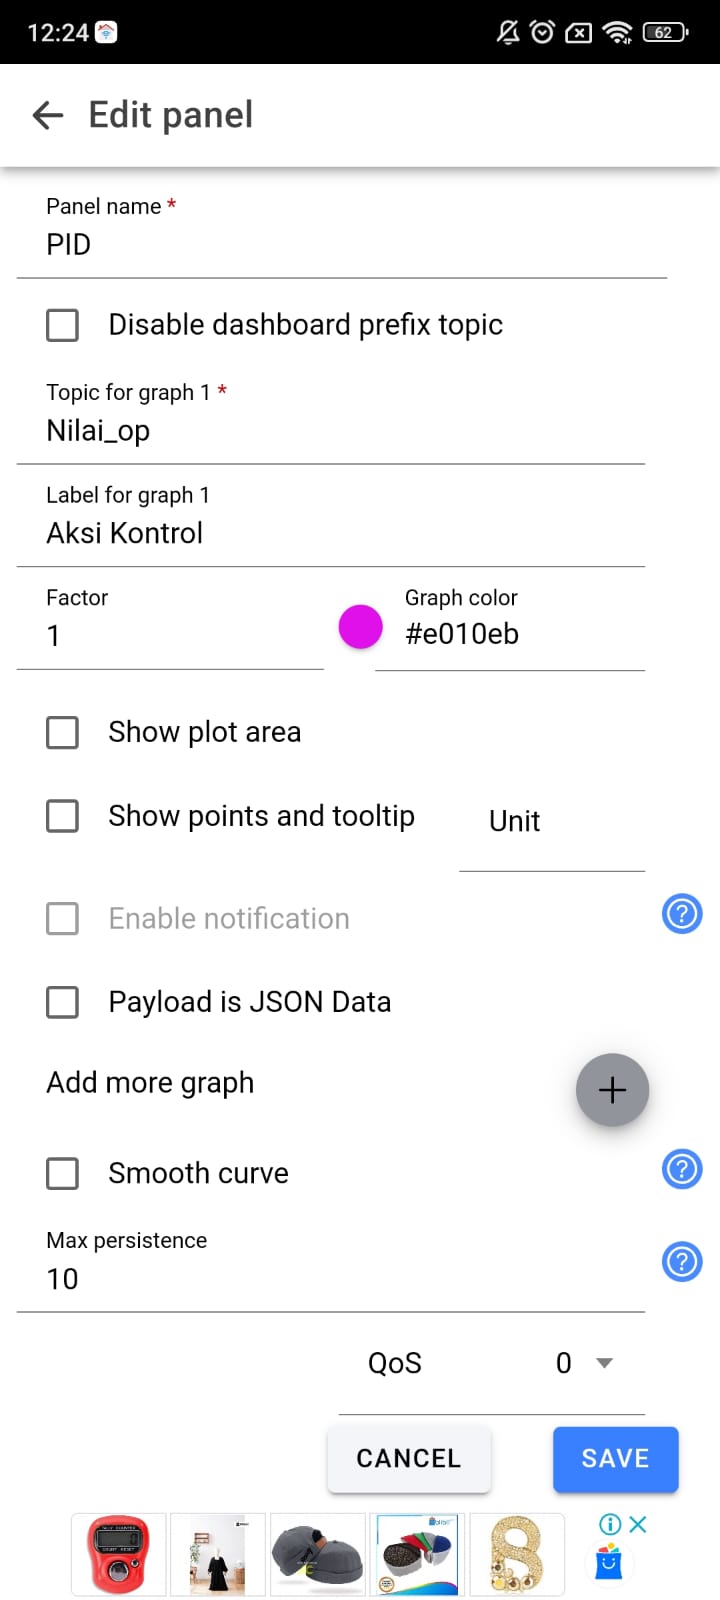 12:24
62
Edit panel
Panel name *
PID
Disable dashboard prefix topic
Topic for graph 1 *
Nilai_op
Label for graph 1
Aksi Kontrol
Factor
1
Graph color
#e010eb
Show plot area
Show points and tooltip
Unit
Enable notification
?
Payload is JSON Data
Add more graph
+
Smooth curve
?
Max persistence
10
?
QoS
0
CANCEL
SAVE